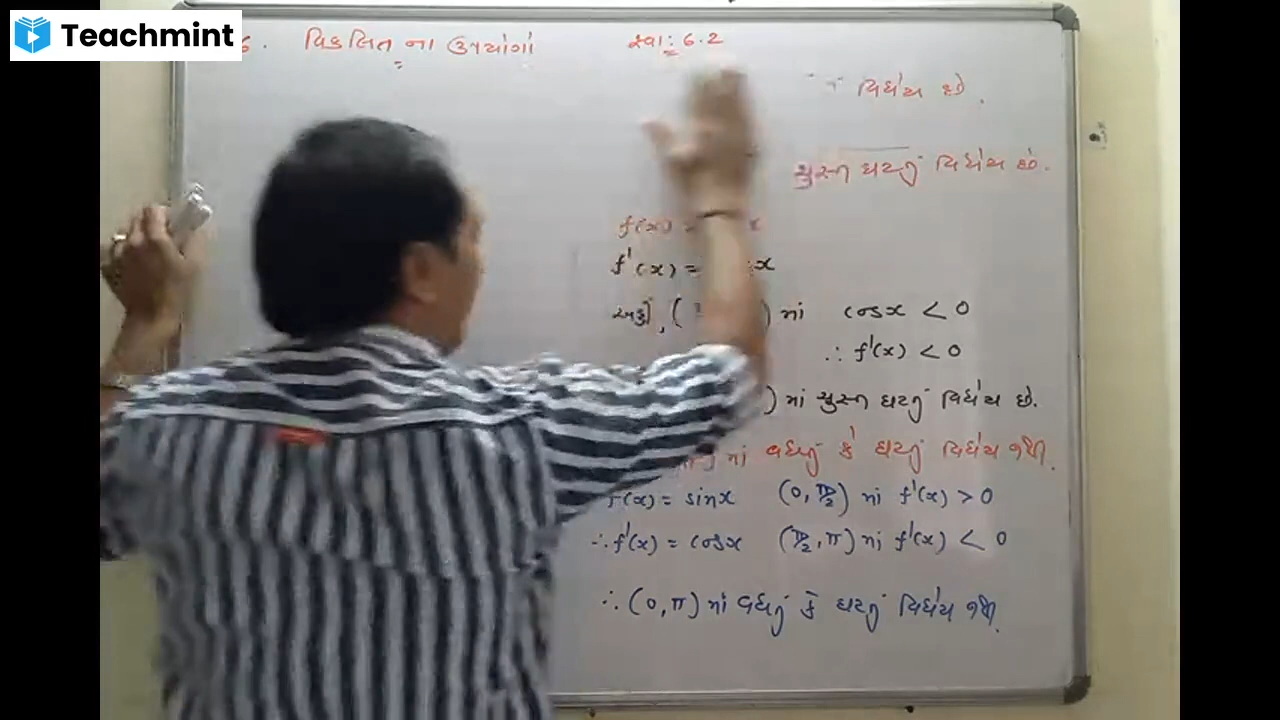 Teachmint
6. વિકલિત ના ઉપયોગો સ્વા: 6.2
વિધેય છે.
ચુસ્ત ઘટતું વિધેય છે.
f(x) = x
f'(x) = x
અહીં, ( ) માં cosx < 0
∴ f'(x) < 0
) માં ચુસ્ત ઘટતું વિધેય છે.
માં વધતું કે ઘટતું વિધેય નથી.
f(x) = sinx (0, π/2) માં f'(x) > 0
∴ f'(x) = cosx (π/2, π) માં f'(x) < 0
∴ (0, π) માં વધતું કે ઘટતું વિધેય નથી.